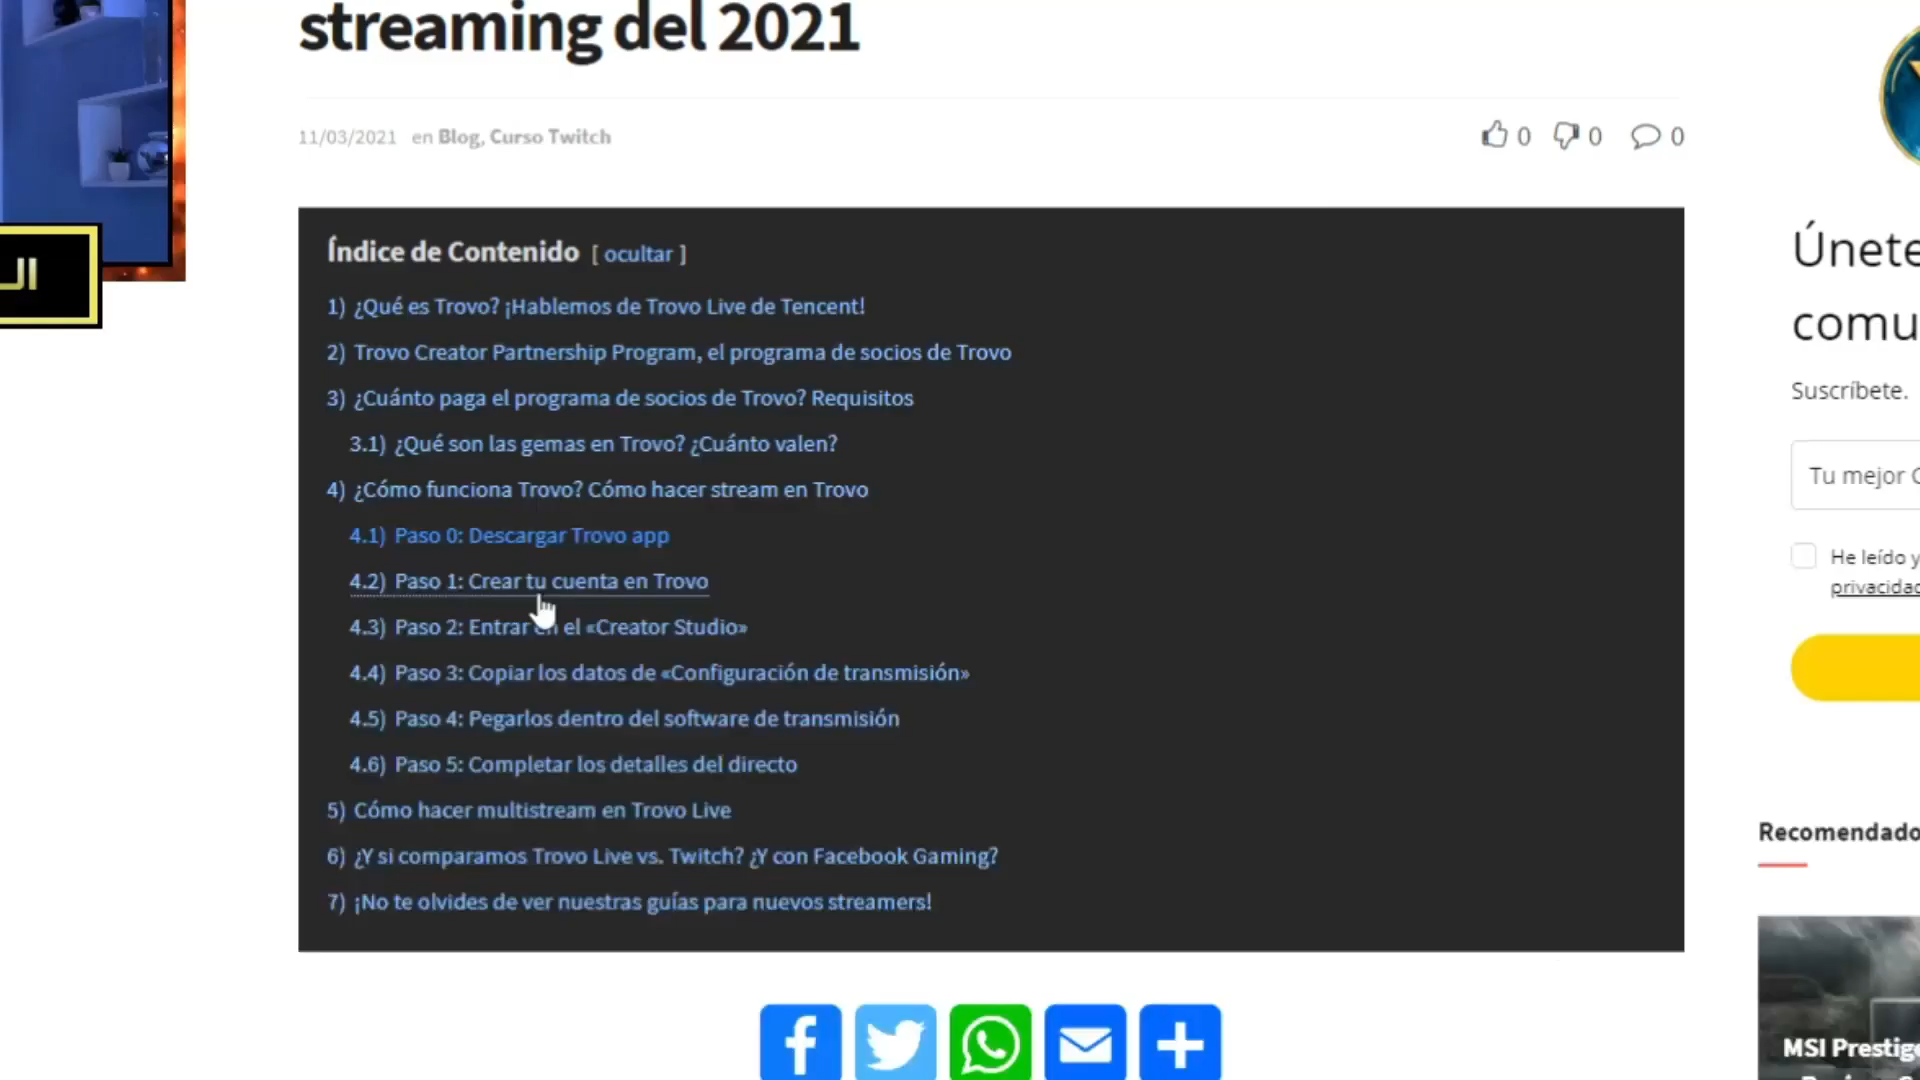 streaming del 2021
11/03/2021 en Blog, Curso Twitch
0 0 0
Índice de Contenido [ ocultar ]
1) ¿Qué es Trovo? ¡Hablemos de Trovo Live de Tencent!
2) Trovo Creator Partnership Program, el programa de socios de Trovo
3) ¿Cuánto paga el programa de socios de Trovo? Requisitos
3.1) ¿Qué son las gemas en Trovo? ¿Cuánto valen?
4) ¿Cómo funciona Trovo? Cómo hacer stream en Trovo
4.1) Paso 0: Descargar Trovo app
4.2) Paso 1: Crear tu cuenta en Trovo
4.3) Paso 2: Entrar en el «Creator Studio»
4.4) Paso 3: Copiar los datos de «Configuración de transmisión»
4.5) Paso 4: Pegarlos dentro del software de transmisión
4.6) Paso 5: Completar los detalles del directo
5) Cómo hacer multistream en Trovo Live
6) ¿Y si comparamos Trovo Live vs. Twitch? ¿Y con Facebook Gaming?
7) ¡No te olvides de ver nuestras guías para nuevos streamers!
Únete
comu
Suscríbete.
Tu mejor
He leído y
privacidad
Recomendado
MSI Prestige